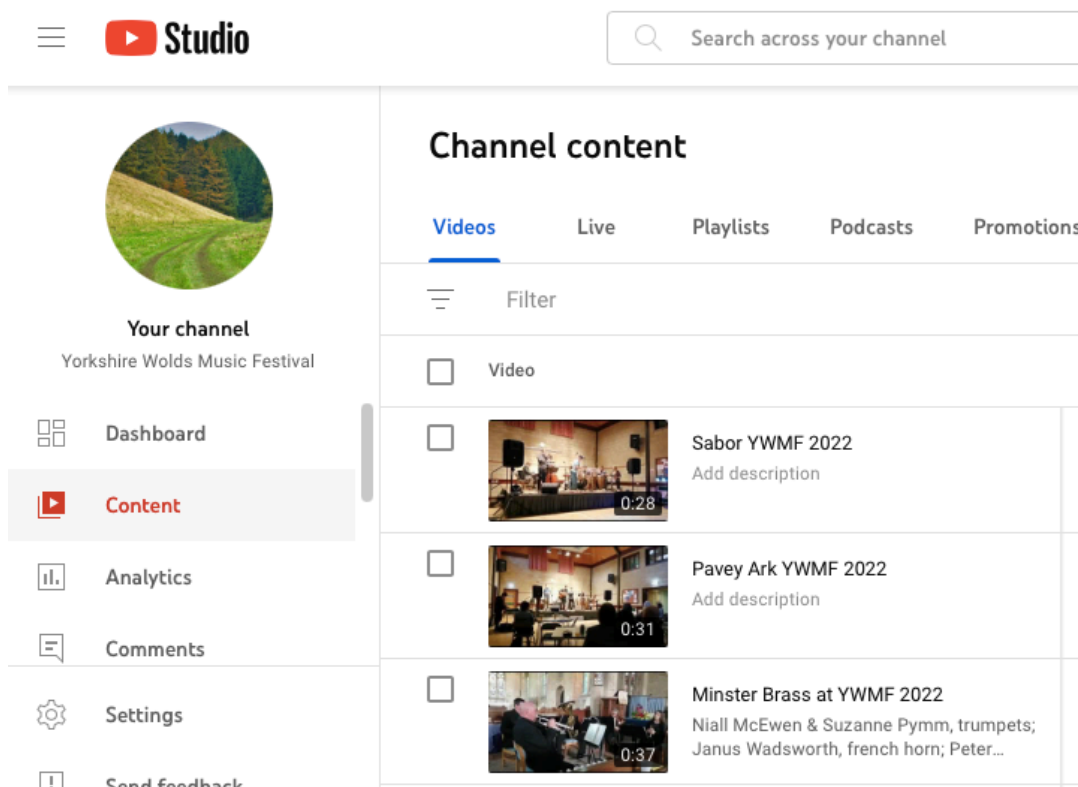 Studio
Search across your channel
Your channel
Yorkshire Wolds Music Festival
Dashboard
Content
Analytics
Comments
Settings
Send feedback
Channel content
Videos Live Playlists Podcasts Promotions
Filter
Video
0:28
Sabor YWMF 2022
Add description
0:31
Pavey Ark YWMF 2022
Add description
0:37
Minster Brass at YWMF 2022
Niall McEwen & Suzanne Pymm, trumpets;
Janus Wadsworth, french horn; Peter...